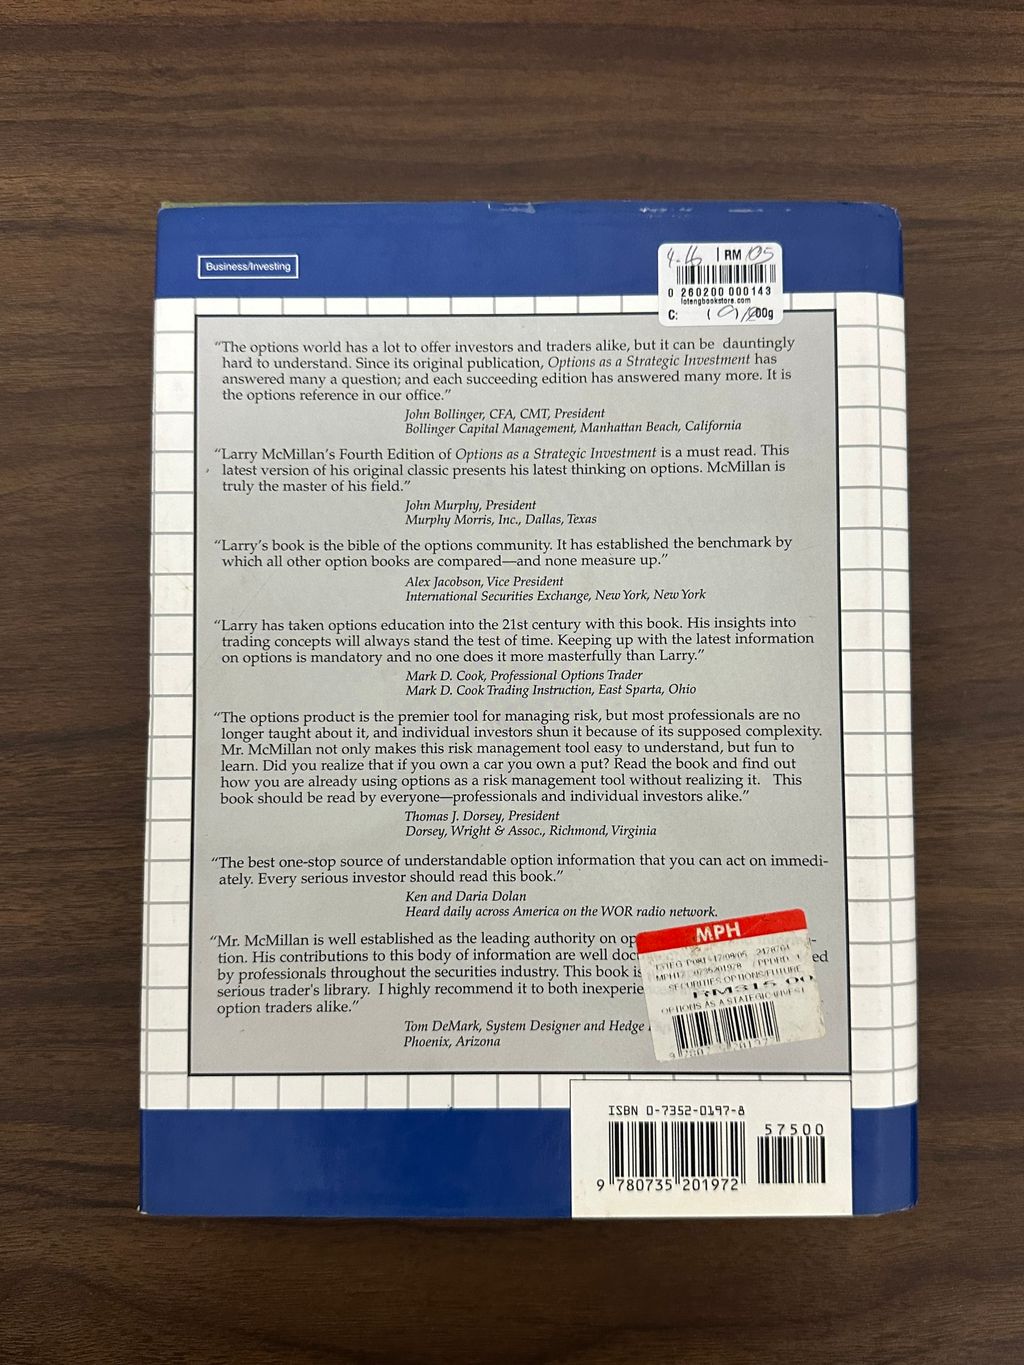 Business/Investing
4-16 | RM 105
0 260200 000143
lotengbookstore.com
C: ( ) 00g
“The options world has a lot to offer investors and traders alike, but it can be dauntingly
hard to understand. Since its original publication, Options as a Strategic Investment has
answered many a question; and each succeeding edition has answered many more. It is
the options reference in our office.”
John Bollinger, CFA, CMT, President
Bollinger Capital Management, Manhattan Beach, California
“Larry McMillan’s Fourth Edition of Options as a Strategic Investment is a must read. This
latest version of his original classic presents his latest thinking on options. McMillan is
truly the master of his field.”
John Murphy, President
Murphy Morris, Inc., Dallas, Texas
“Larry’s book is the bible of the options community. It has established the benchmark by
which all other option books are compared—and none measure up.”
Alex Jacobson, Vice President
International Securities Exchange, New York, New York
“Larry has taken options education into the 21st century with this book. His insights into
trading concepts will always stand the test of time. Keeping up with the latest information
on options is mandatory and no one does it more masterfully than Larry.”
Mark D. Cook, Professional Options Trader
Mark D. Cook Trading Instruction, East Sparta, Ohio
“The options product is the premier tool for managing risk, but most professionals are no
longer taught about it, and individual investors shun it because of its supposed complexity.
Mr. McMillan not only makes this risk management tool easy to understand, but fun to
learn. Did you realize that if you own a car you own a put? Read the book and find out
how you are already using options as a risk management tool without realizing it. This
book should be read by everyone—professionals and individual investors alike.”
Thomas J. Dorsey, President
Dorsey, Wright & Assoc., Richmond, Virginia
“The best one-stop source of understandable option information that you can act on immedi-
ately. Every serious investor should read this book.”
Ken and Daria Dolan
Heard daily across America on the WOR radio network.
“Mr. McMillan is well established as the leading authority on op
tion. His contributions to this body of information are well doc ed
by professionals throughout the securities industry. This book is
serious trader's library. I highly recommend it to both inexperie
option traders alike.”
Tom DeMark, System Designer and Hedge
Phoenix, Arizona
MPH
SECURITIES OPTIONS/FUTURE
RM315.00
OPTIONS AS A STATEGIC INVEST
ISBN 0-7352-0197-8
57500
9 780735 201972